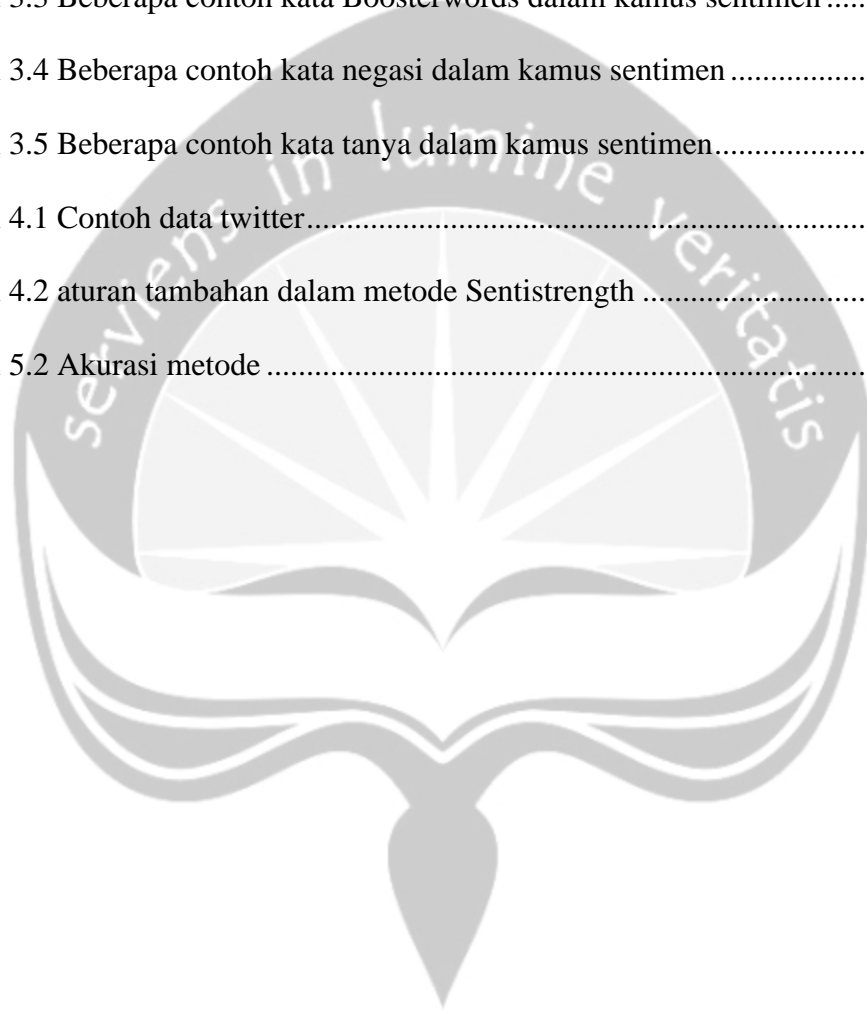 3.3 Beberapa contoh kata Boosterwords dalam kamus sentimen .....
3.4 Beberapa contoh kata negasi dalam kamus sentimen .................
3.5 Beberapa contoh kata tanya dalam kamus sentimen...................
4.1 Contoh data twitter.......................................................................
4.2 aturan tambahan dalam metode Sentistrength ............................
5.2 Akurasi metode .............................................................................
serviens in lumine veritatis